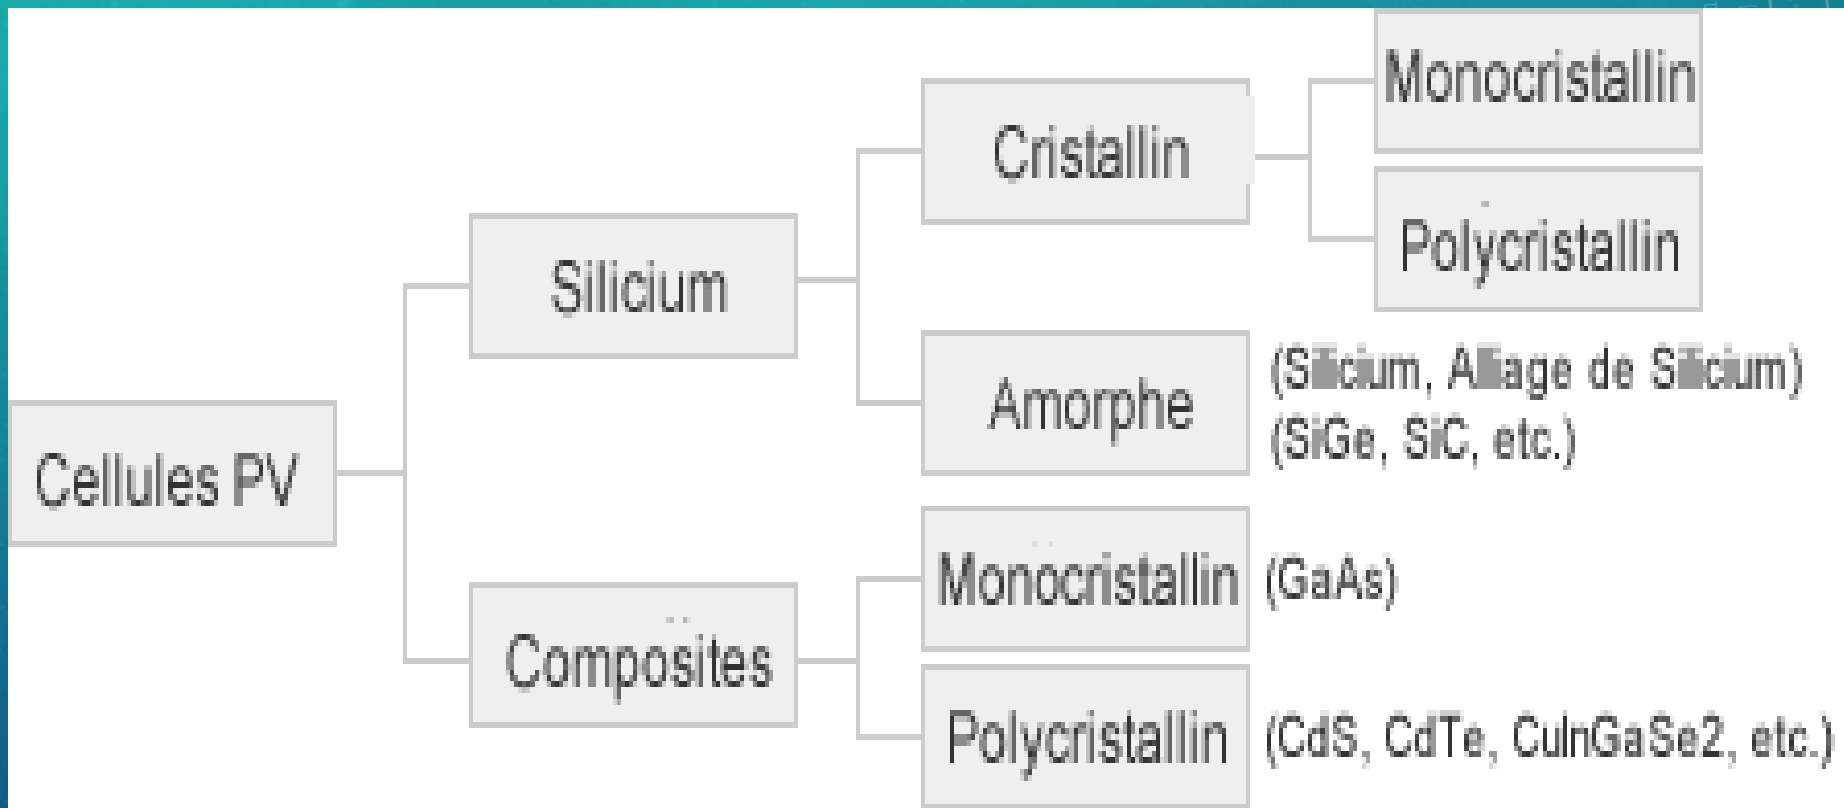 Monocristallin
Cristallin
Polycristallin
Silicium
Amorphe
(Silicium, Alliage de Silicium)
(SiGe, SiC, etc.)
Cellules PV
Monocristallin (GaAs)
Composites
Polycristallin (CdS, CdTe, CuInGaSe2, etc.)